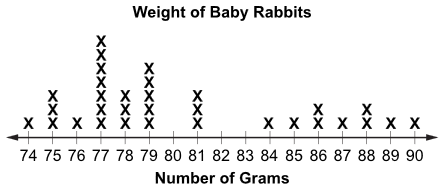 Weight of Baby Rabbits
X
X
X X
X X
X X X X X
X X X X X X X
X X X X X X X X X X X X X X
74 75 76 77 78 79 80 81 82 83 84 85 86 87 88 89 90
Number of Grams